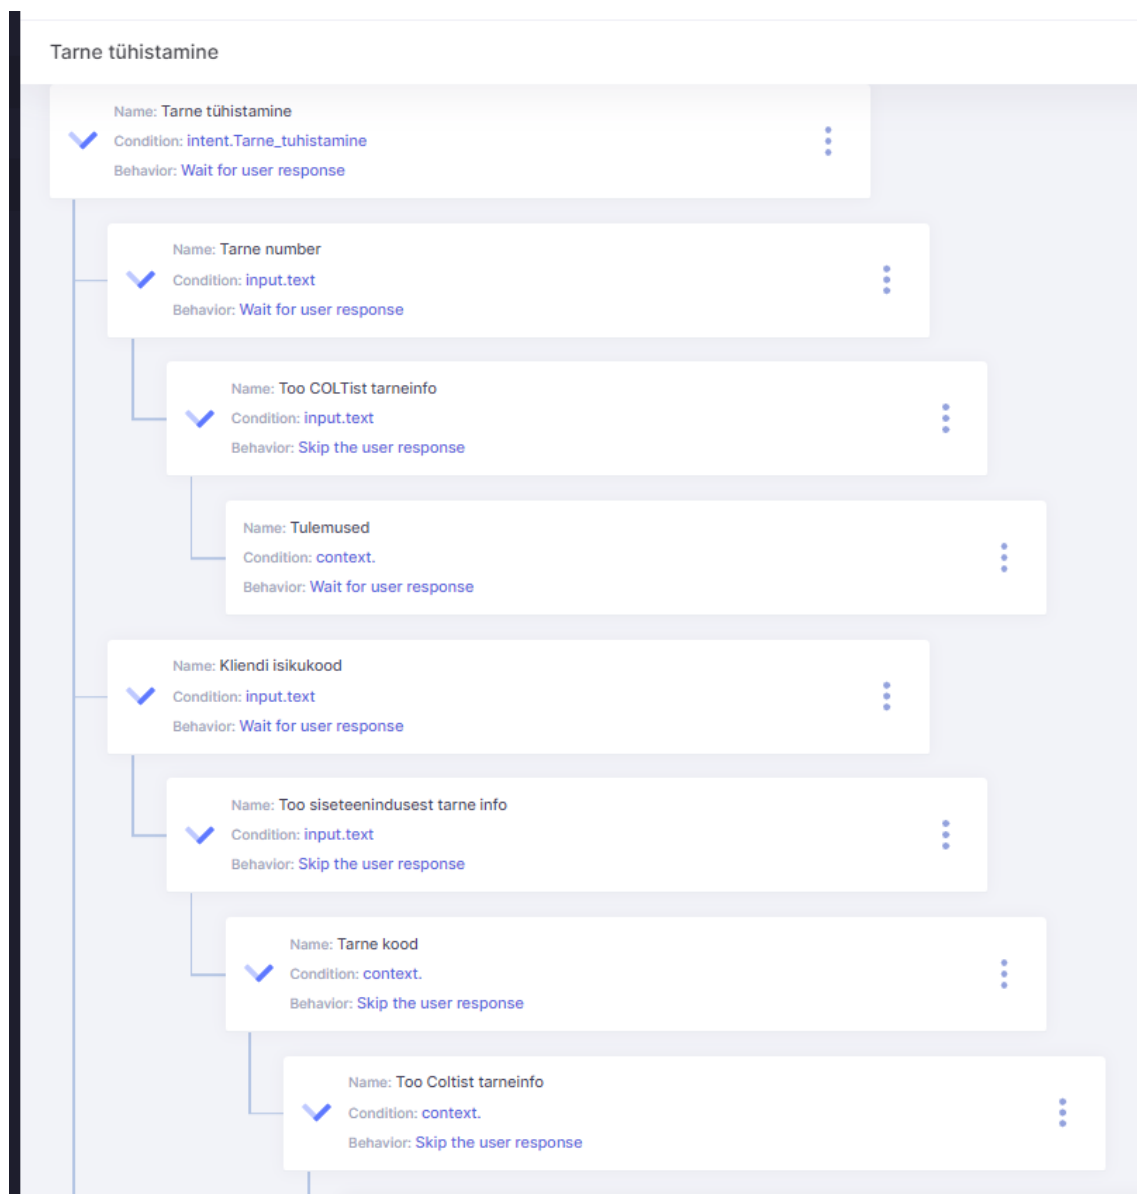 Tarne tühistamine
Name: Tarne tühistamine
Condition: intent.Tarne_tuhistamine
Behavior: Wait for user response
Name: Tarne number
Condition: input.text
Behavior: Wait for user response
Name: Too COLTist tarneinfo
Condition: input.text
Behavior: Skip the user response
Name: Tulemused
Condition: context.
Behavior: Wait for user response
Name: Kliendi isikukood
Condition: input.text
Behavior: Wait for user response
Name: Too siseteenindusest tarne info
Condition: input.text
Behavior: Skip the user response
Name: Tarne kood
Condition: context.
Behavior: Skip the user response
Name: Too Coltist tarneinfo
Condition: context.
Behavior: Skip the user response